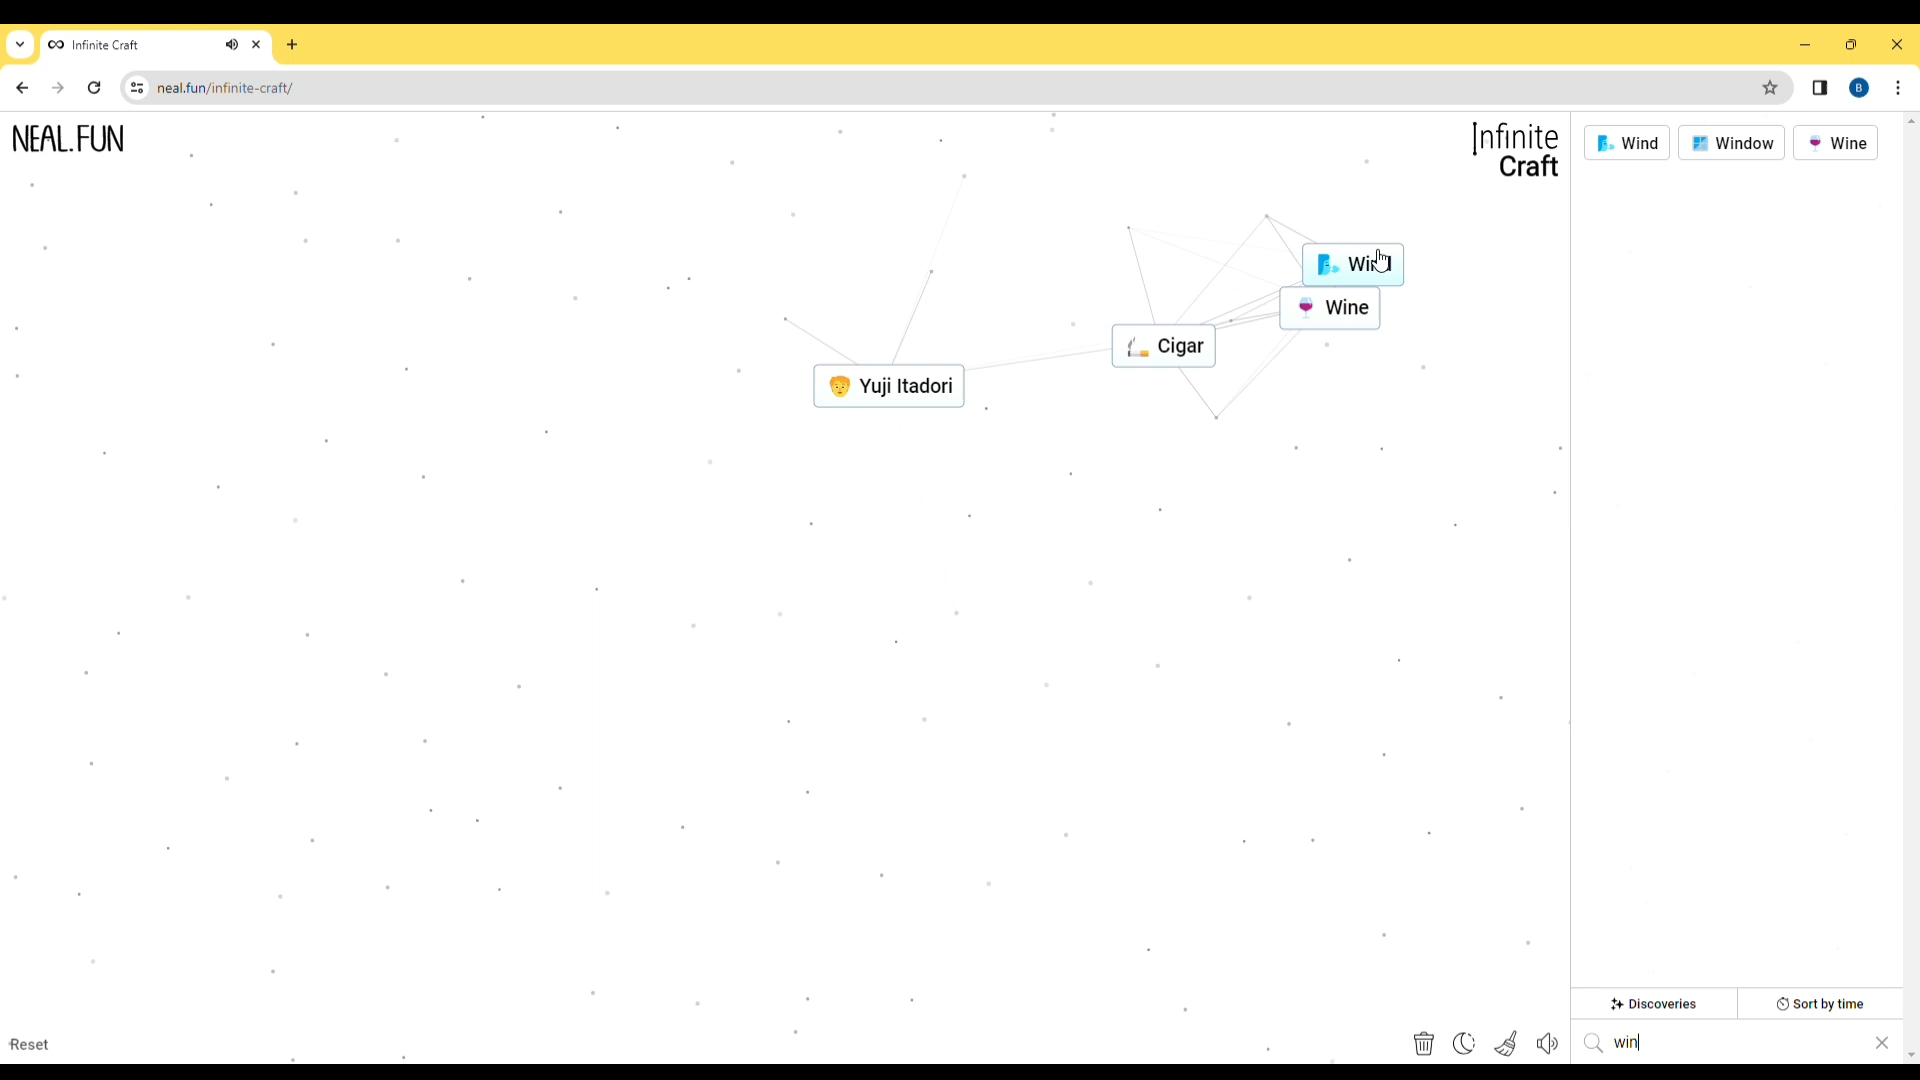 Infinite Craft
neal.fun/infinite-craft/
B
NEAL.FUN
Infinite
Craft
Wind
Window
Wine
Wind
Wine
Cigar
Yuji Itadori
Discoveries
Sort by time
Reset
win